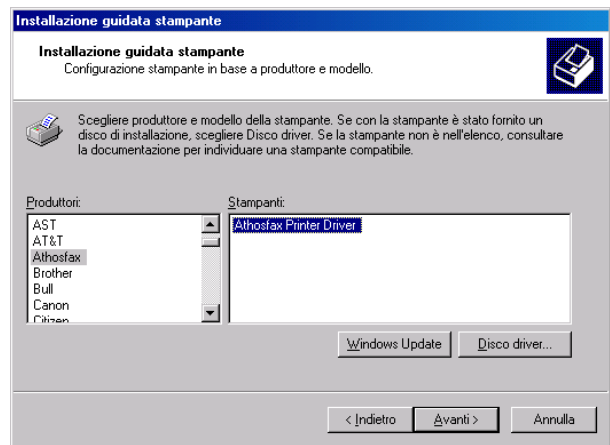 Installazione guidata stampante
Installazione guidata stampante
Configurazione stampante in base a produttore e modello.
Scegliere produttore e modello della stampante. Se con la stampante è stato fornito un
disco di installazione, scegliere Disco driver. Se la stampante non è nell'elenco, consultare
la documentazione per individuare una stampante compatibile.
Produttori:
AST
AT&T
Athosfax
Brother
Bull
Canon
Citizen
Stampanti:
Athosfax Printer Driver
Windows Update
Disco driver...
< Indietro
Avanti >
Annulla